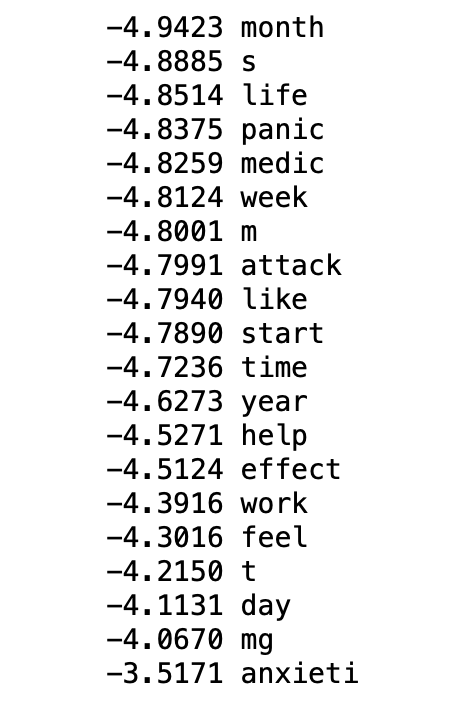 -4.9423 month
-4.8885 s
-4.8514 life
-4.8375 panic
-4.8259 medic
-4.8124 week
-4.8001 m
-4.7991 attack
-4.7940 like
-4.7890 start
-4.7236 time
-4.6273 year
-4.5271 help
-4.5124 effect
-4.3916 work
-4.3016 feel
-4.2150 t
-4.1131 day
-4.0670 mg
-3.5171 anxieti